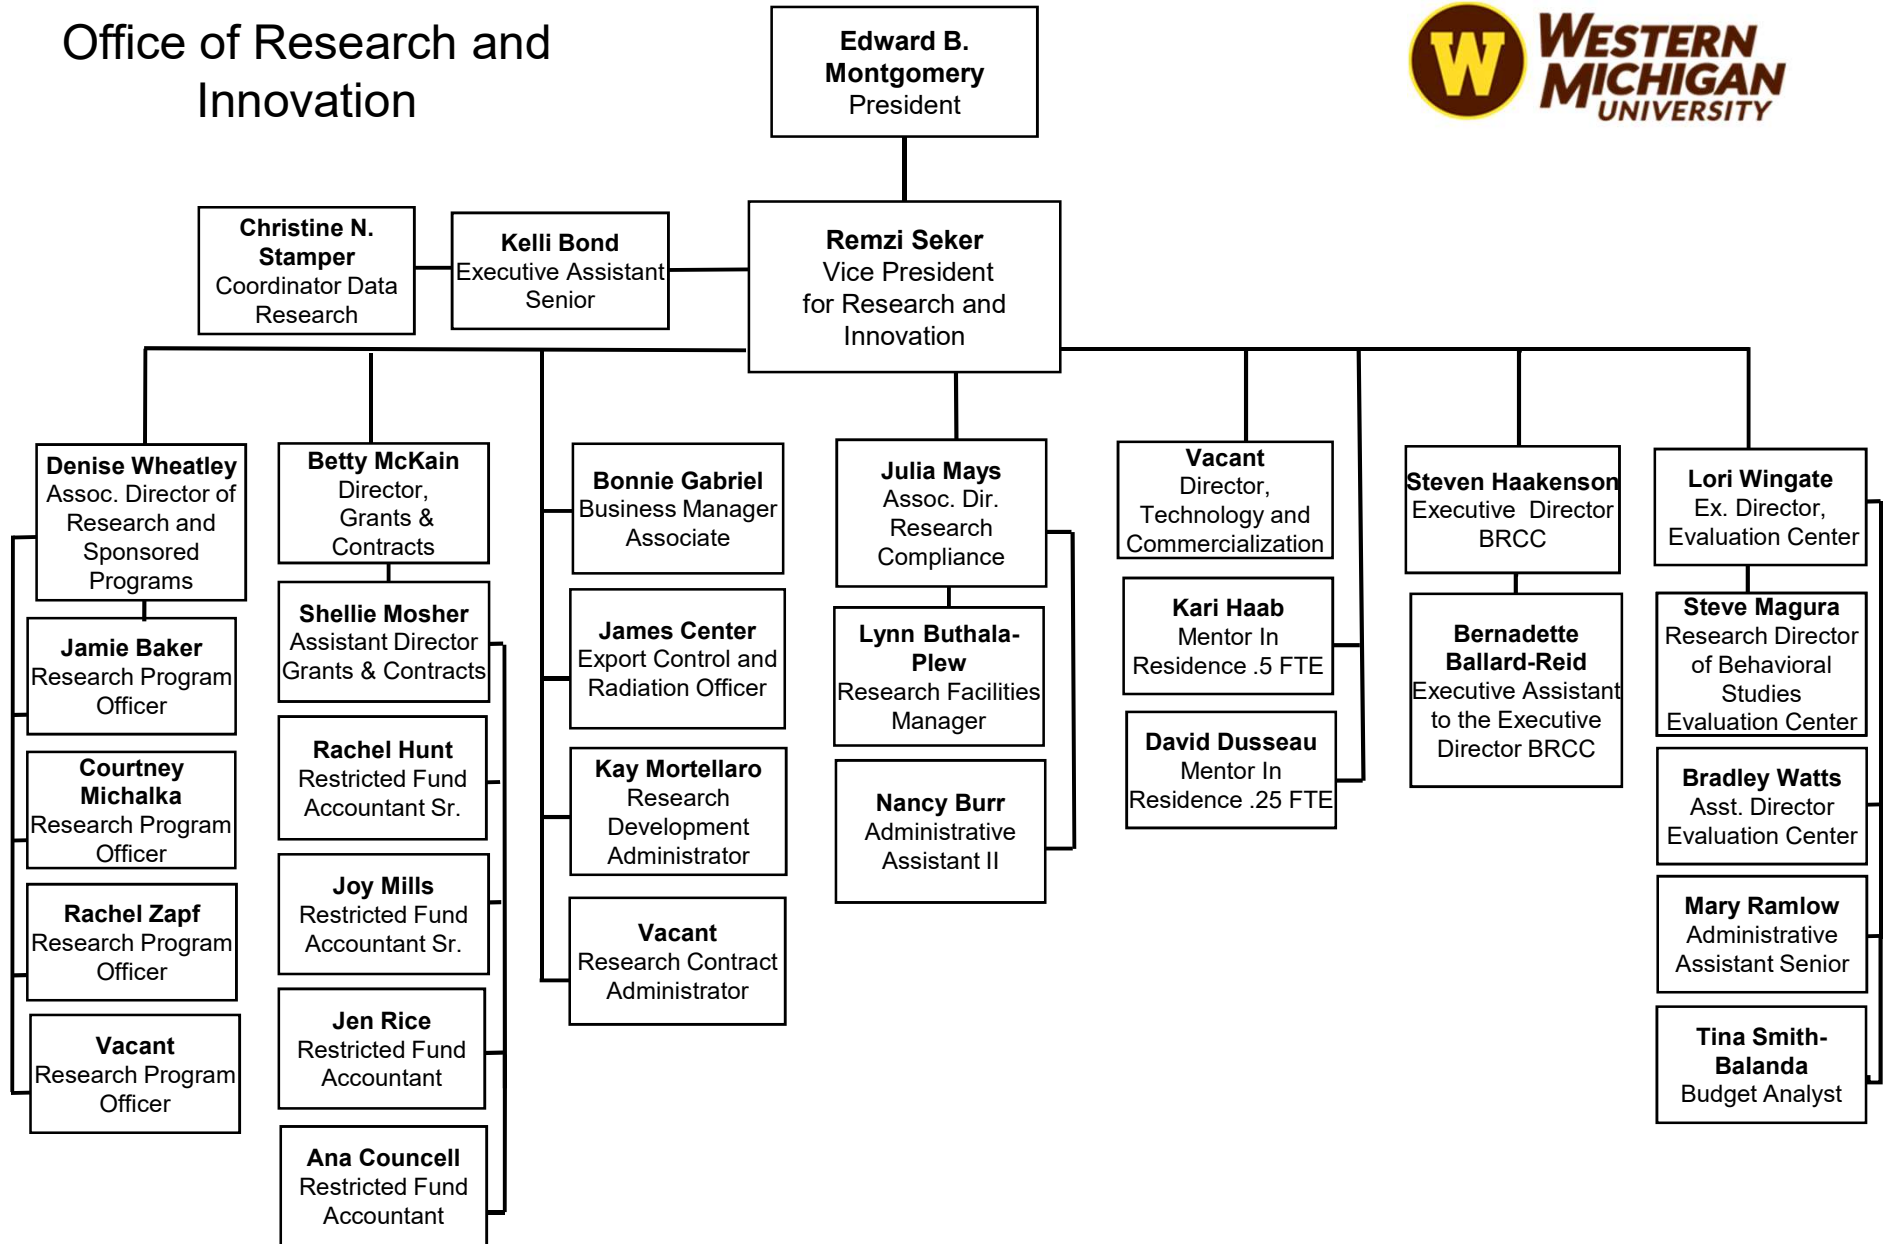 Office of Research and
Innovation
Edward B.
Montgomery
President
W
WESTERN
MICHIGAN
UNIVERSITY
Christine N.
Stamper
Coordinator Data
Research
Kelli Bond
Executive Assistant
Senior
Remzi Seker
Vice President
for Research and
Innovation
Denise Wheatley
Assoc. Director of
Research and
Sponsored
Programs
Jamie Baker
Research Program
Officer
Courtney
Michalka
Research Program
Officer
Rachel Zapf
Research Program
Officer
Vacant
Research Program
Officer
Betty McKain
Director,
Grants &
Contracts
Shellie Mosher
Assistant Director
Grants & Contracts
Rachel Hunt
Restricted Fund
Accountant Sr.
Joy Mills
Restricted Fund
Accountant Sr.
Jen Rice
Restricted Fund
Accountant
Ana Councell
Restricted Fund
Accountant
Bonnie Gabriel
Business Manager
Associate
James Center
Export Control and
Radiation Officer
Kay Mortellaro
Research
Development
Administrator
Vacant
Research Contract
Administrator
Julia Mays
Assoc. Dir.
Research
Compliance
Lynn Buthala-
Plew
Research Facilities
Manager
Nancy Burr
Administrative
Assistant II
Vacant
Director,
Technology and
Commercialization
Kari Haab
Mentor In
Residence .5 FTE
David Dusseau
Mentor In
Residence .25 FTE
Steven Haakenson
Executive Director
BRCC
Bernadette
Ballard-Reid
Executive Assistant
to the Executive
Director BRCC
Lori Wingate
Ex. Director,
Evaluation Center
Steve Magura
Research Director
of Behavioral
Studies
Evaluation Center
Bradley Watts
Asst. Director
Evaluation Center
Mary Ramlow
Administrative
Assistant Senior
Tina Smith-
Balanda
Budget Analyst